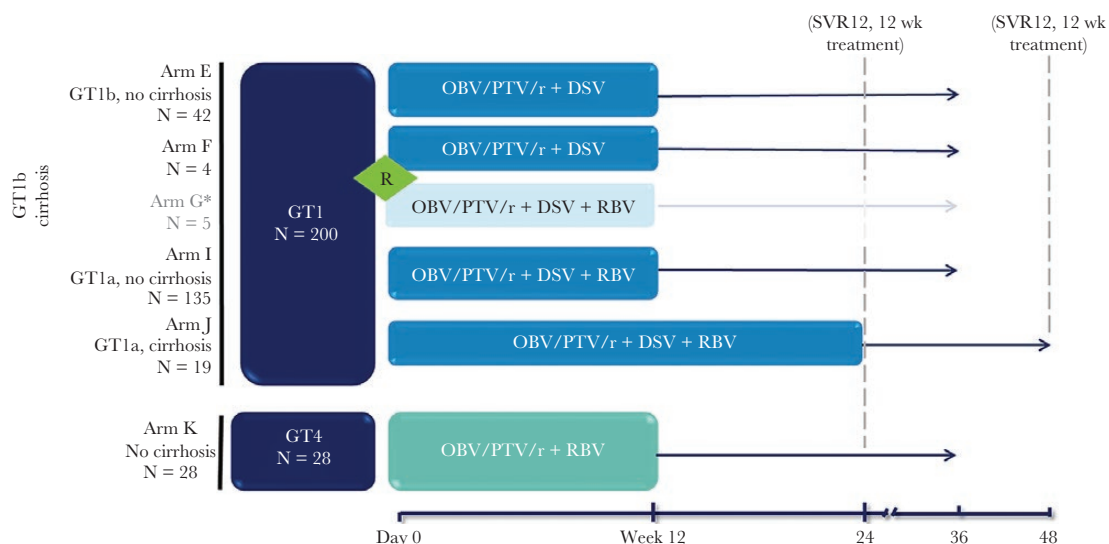 (SVR12, 12 wk
treatment)
(SVR12, 12 wk
treatment)
GT1b
cirrhosis
Arm E
GT1b, no cirrhosis
N = 42
Arm F
N = 4
Arm G*
N = 5
Arm I
GT1a, no cirrhosis
N = 135
Arm J
GT1a, cirrhosis
N = 19
GT1
N = 200
R
OBV/PTV/r + DSV
OBV/PTV/r + DSV
OBV/PTV/r + DSV + RBV
OBV/PTV/r + DSV + RBV
OBV/PTV/r + DSV + RBV
Arm K
No cirrhosis
N = 28
GT4
N = 28
OBV/PTV/r + RBV
Day 0
Week 12
24
36
48